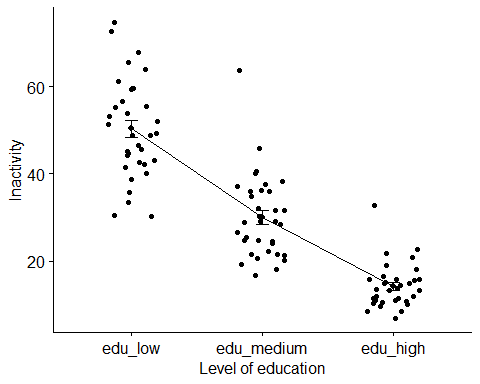 Inactivity
60
40
20
edu_low edu_medium edu_high
Level of education